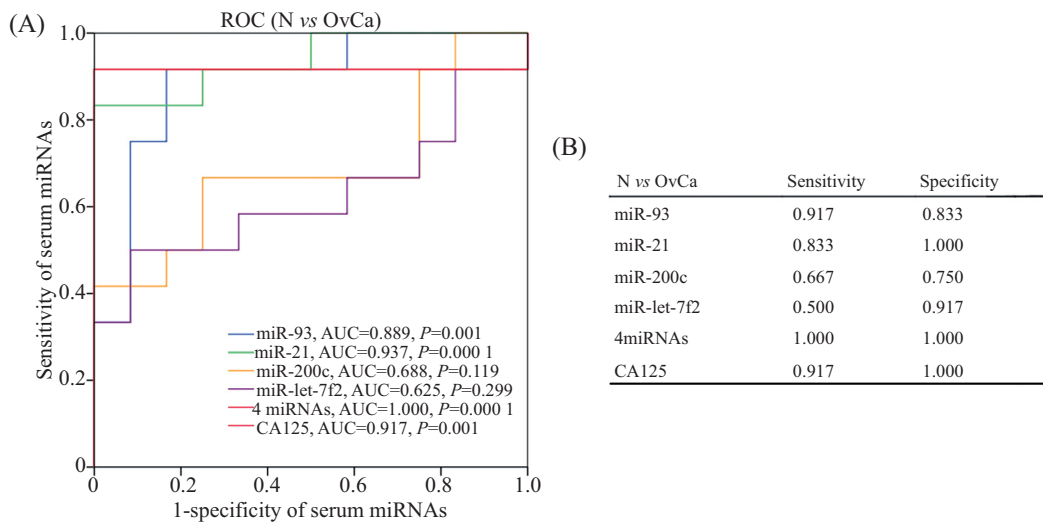 (A)
ROC (N vs OvCa)
1.0
0.8
0.6
0.4
0.2
0
Sensitivity of serum miRNAs
miR-93, AUC=0.889, P=0.001
miR-21, AUC=0.937, P=0.000 1
miR-200c, AUC=0.688, P=0.119
miR-let-7f2, AUC=0.625, P=0.299
4 miRNAs, AUC=1.000, P=0.000 1
CA125, AUC=0.917, P=0.001
0 0.2 0.4 0.6 0.8 1.0
1-specificity of serum miRNAs
(B)
N vs OvCa Sensitivity Specificity
miR-93 0.917 0.833
miR-21 0.833 1.000
miR-200c 0.667 0.750
miR-let-7f2 0.500 0.917
4miRNAs 1.000 1.000
CA125 0.917 1.000